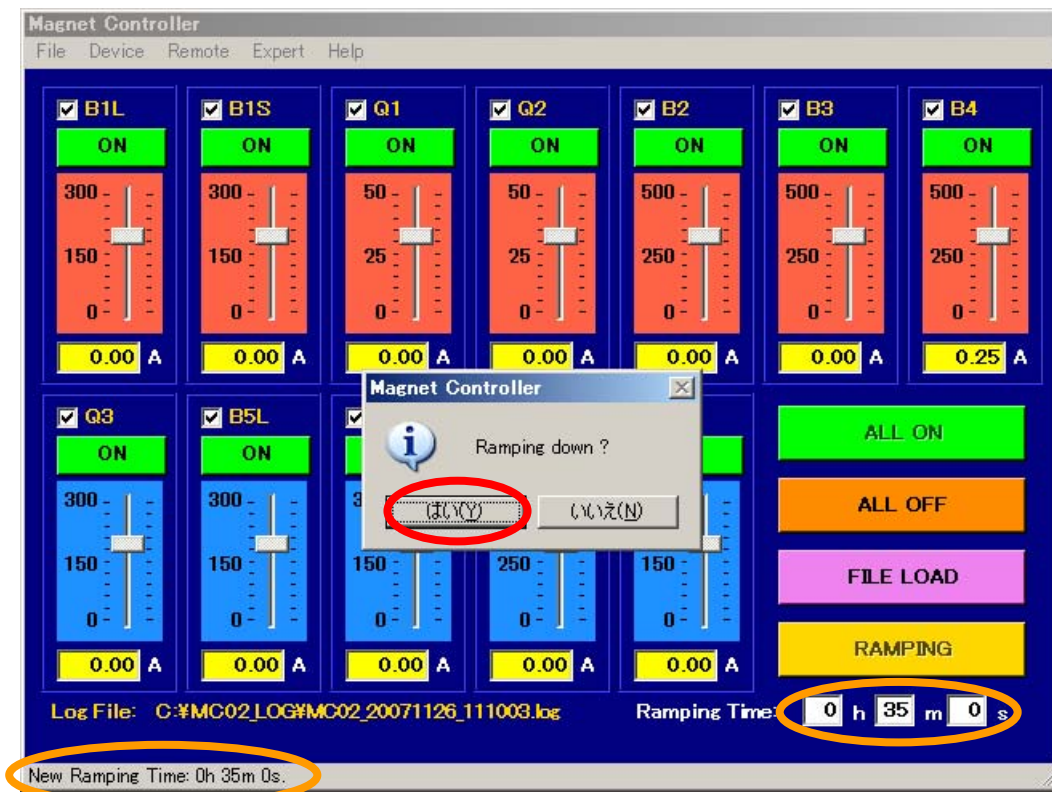 Magnet Controller
File Device Remote Expert Help
B1L B1S Q1 Q2 B2 B3 B4
ON ON ON ON ON ON ON
300 300 50 50 500 500 500
150 150 25 25 250 250 250
0 0 0 0 0 0 0
0.00 A 0.00 A 0.00 A 0.00 A 0.00 A 0.00 A 0.25 A
Magnet Controller
Ramping down ?
はい(Y) いいえ(N)
Q3 B5L
ON ON
300 300 3
150 150 150 250 150
0 0 0 0 0
0.00 A 0.00 A 0.00 A 0.00 A 0.00 A
ALL ON
ALL OFF
FILE LOAD
RAMPING
Log File: C:¥MC02_LOG¥MC02_20071126_111003.log
Ramping Time: 0 h 35 m 0 s
New Ramping Time: 0h 35m 0s.